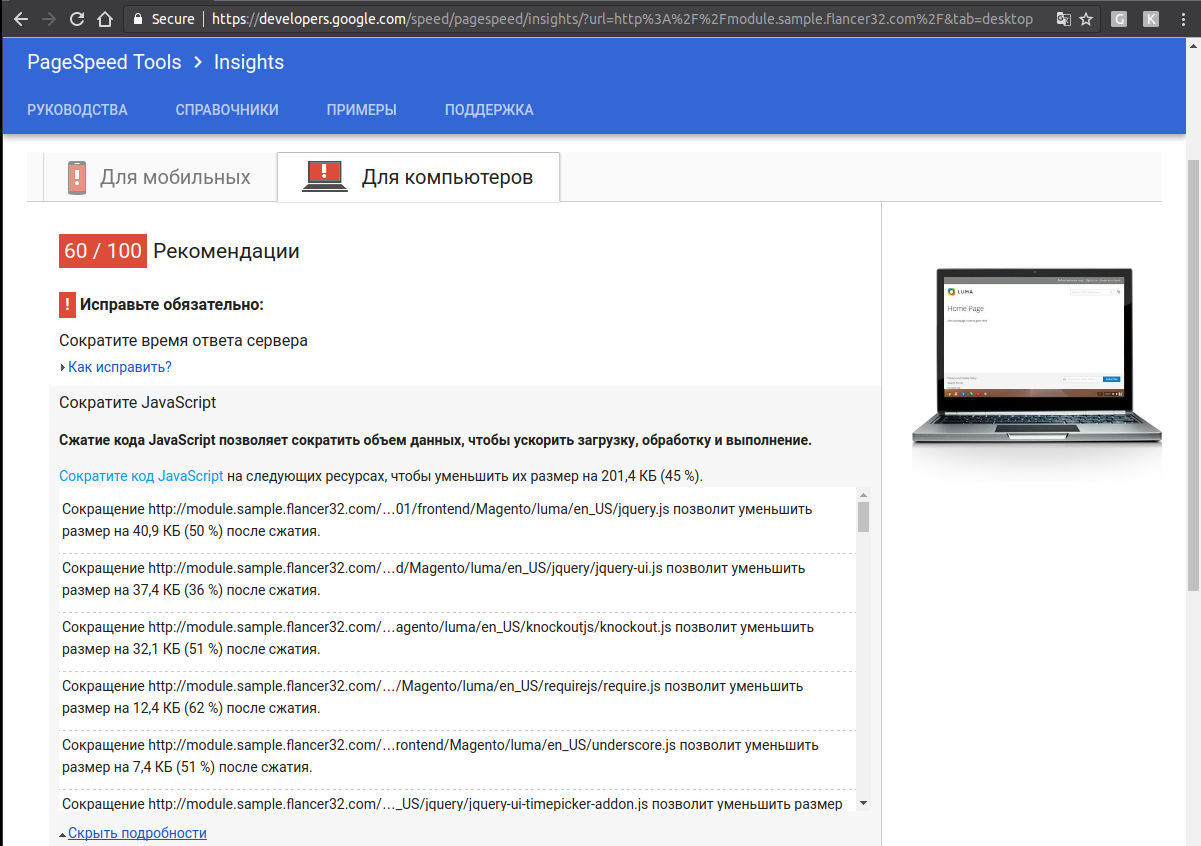 Secure https://developers.google.com/speed/pagespeed/insights/?url=http%3A%2F%2Fmodule.sample.flancer32.com%2F&tab=desktop G K
PageSpeed Tools Insights
РУКОВОДСТВА СПРАВОЧНИКИ ПРИМЕРЫ ПОДДЕРЖКА
! Для мобильных ! Для компьютеров
60 / 100 Рекомендации
! Исправьте обязательно:
Сократите время ответа сервера
Как исправить?
Сократите JavaScript
Сжатие кода JavaScript позволяет сократить объем данных, чтобы ускорить загрузку, обработку и выполнение.
Сократите код JavaScript на следующих ресурсах, чтобы уменьшить их размер на 201,4 КБ (45 %).
Сокращение http://module.sample.flancer32.com/…01/frontend/Magento/luma/en_US/jquery.js позволит уменьшить
размер на 40,9 КБ (50 %) после сжатия.
Сокращение http://module.sample.flancer32.com/…d/Magento/luma/en_US/jquery/jquery-ui.js позволит уменьшить
размер на 37,4 КБ (36 %) после сжатия.
Сокращение http://module.sample.flancer32.com/…agento/luma/en_US/knockoutjs/knockout.js позволит уменьшить
размер на 32,1 КБ (51 %) после сжатия.
Сокращение http://module.sample.flancer32.com/…/Magento/luma/en_US/requirejs/require.js позволит уменьшить
размер на 12,4 КБ (62 %) после сжатия.
Сокращение http://module.sample.flancer32.com/…rontend/Magento/luma/en_US/underscore.js позволит уменьшить
размер на 7,4 КБ (51 %) после сжатия.
Сокращение http://module.sample.flancer32.com/…_US/jquery/jquery-ui-timepicker-addon.js позволит уменьшить размер
Скрыть подробности
LUMA
Home Page